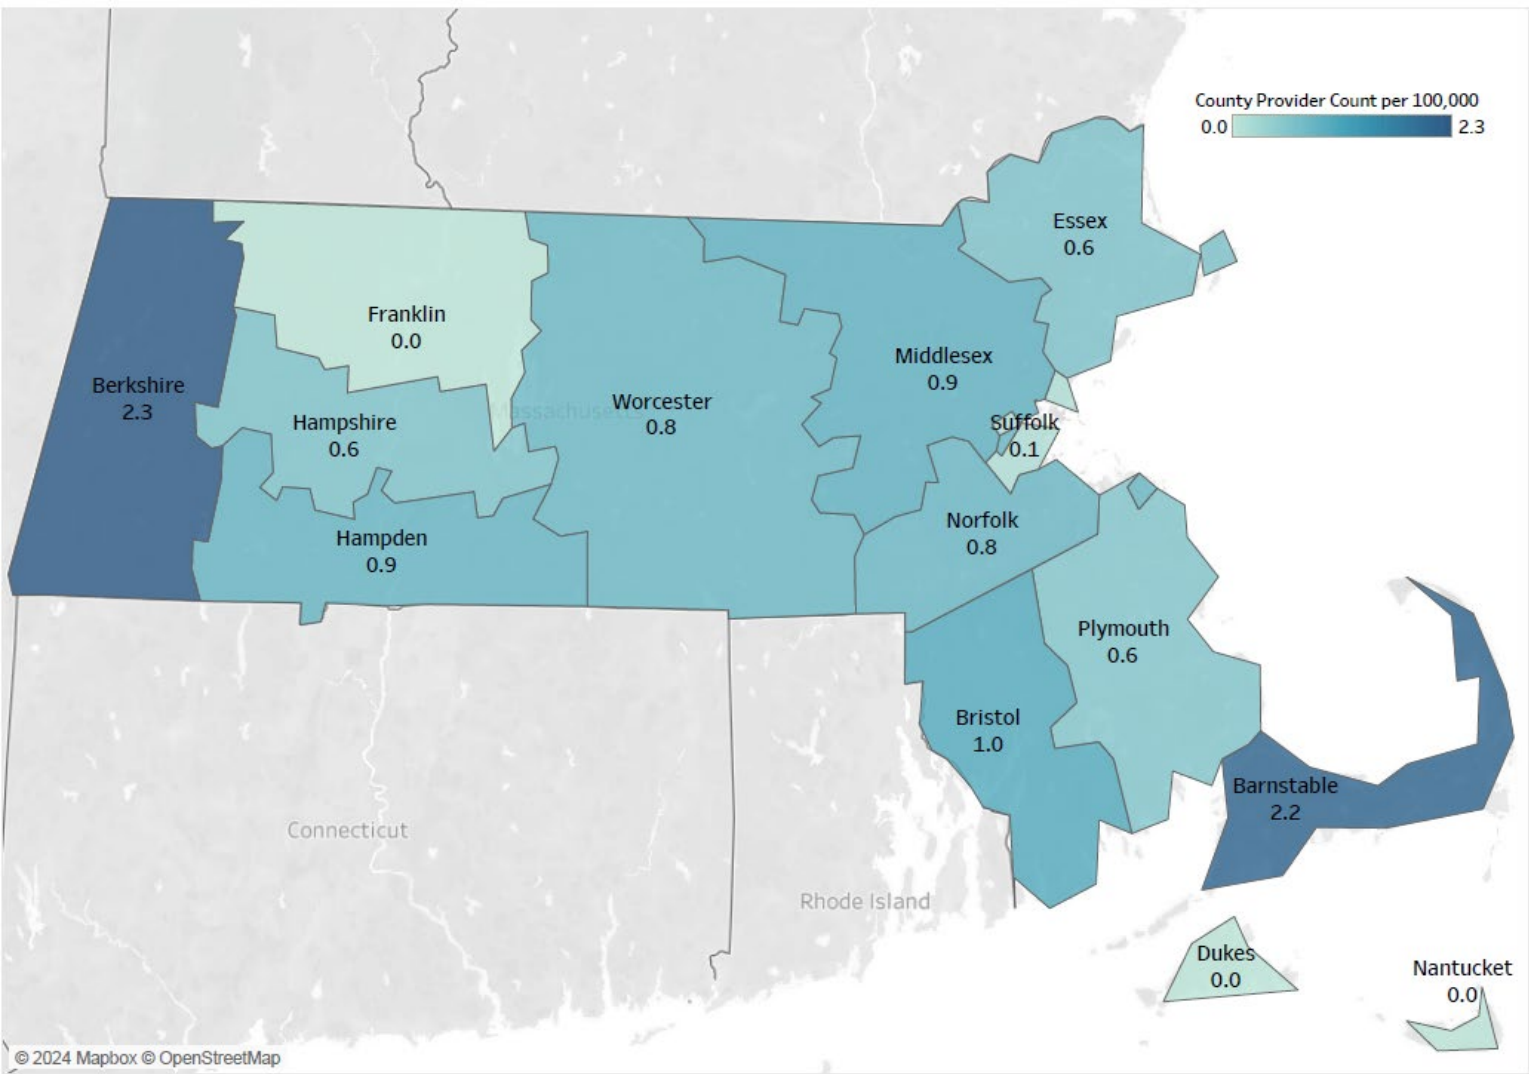 County Provider Count per 100,000
0.0 2.3
Essex
0.6
Franklin
0.0
Middlesex
0.9
Berkshire
2.3
Massachusetts
Worcester
0.8
Hampshire
0.6
Suffolk
0.1
Norfolk
0.8
Hampden
0.9
Plymouth
0.6
Bristol
1.0
Barnstable
2.2
Connecticut
Rhode Island
Dukes
0.0
Nantucket
0.0
© 2024 Mapbox © OpenStreetMap